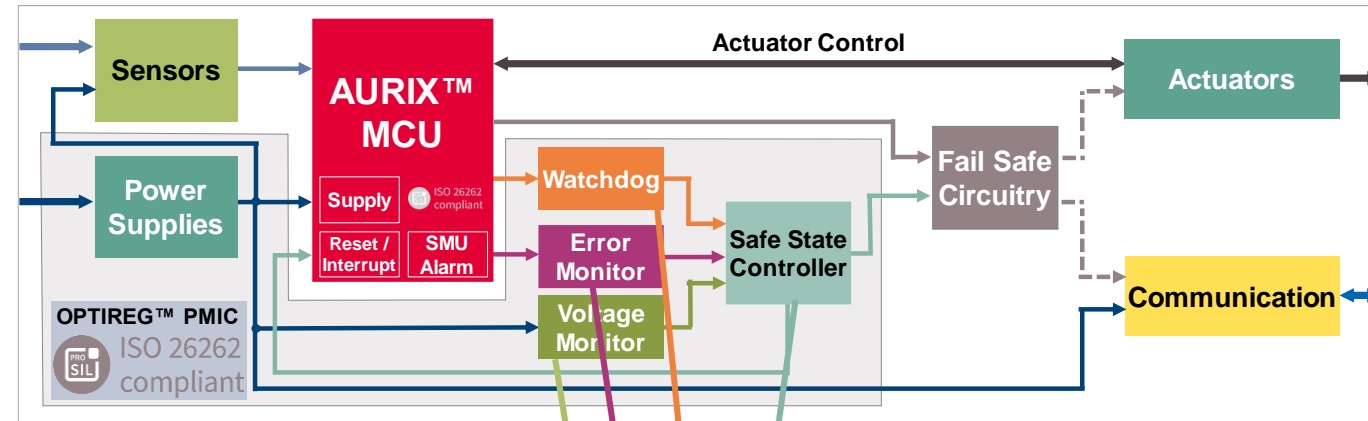 Sensors
AURIX™
MCU
Supply
ISO 26262
compliant
Reset /
Interrupt
SMU
Alarm
Actuator Control
Actuators
Power
Supplies
Watchdog
Error
Monitor
Voltage
Monitor
Safe State
Controller
Fail Safe
Circuitry
Communication
OPTIREG™ PMIC
PRO
SIL
ISO 26262
compliant